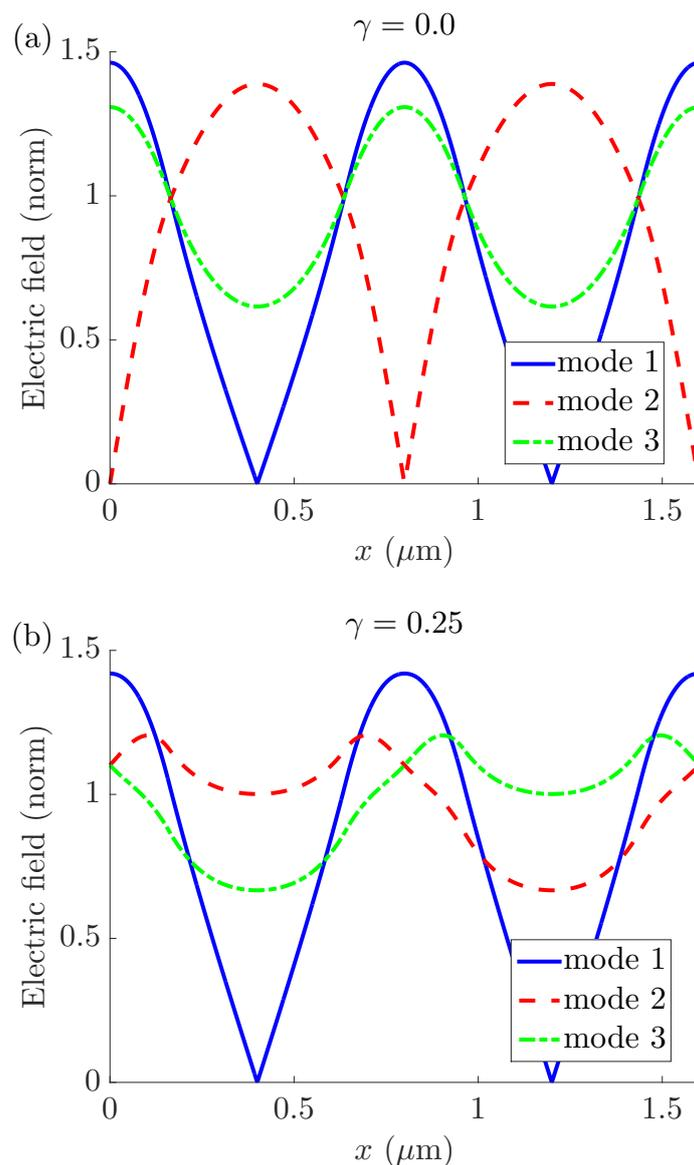 (a)
γ = 0.0
1.5
1
0.5
0
Electric field (norm)
mode 1
mode 2
mode 3
0
0.5
1
1.5
x (μm)
(b)
γ = 0.25
1.5
1
0.5
0
Electric field (norm)
mode 1
mode 2
mode 3
0
0.5
1
1.5
x (μm)